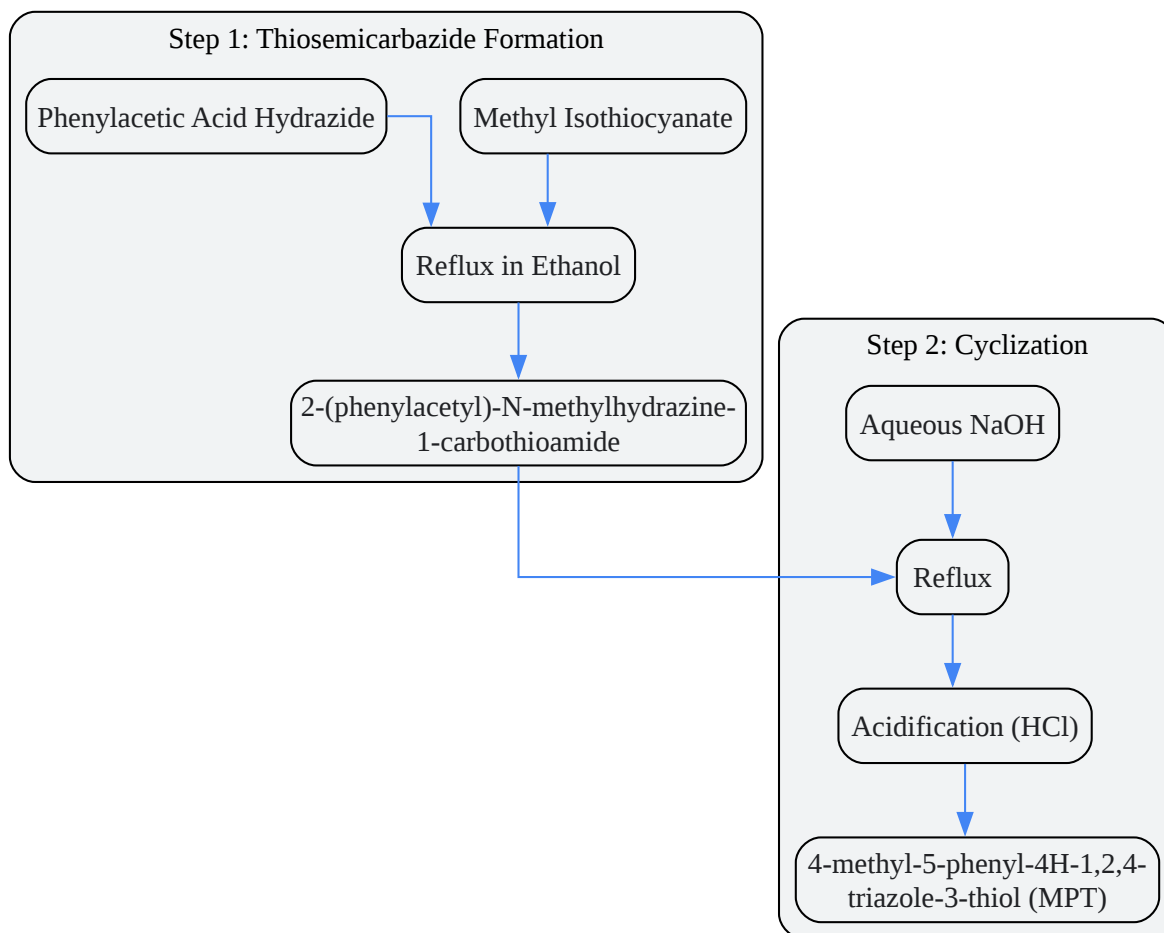 Step 1: Thiosemicarbazide Formation
Phenylacetic Acid Hydrazide
Methyl Isothiocyanate
Reflux in Ethanol
2-(phenylacetyl)-N-methylhydrazine-
1-carbothioamide
Step 2: Cyclization
Aqueous NaOH
Reflux
Acidification (HCl)
4-methyl-5-phenyl-4H-1,2,4-
triazole-3-thiol (MPT)